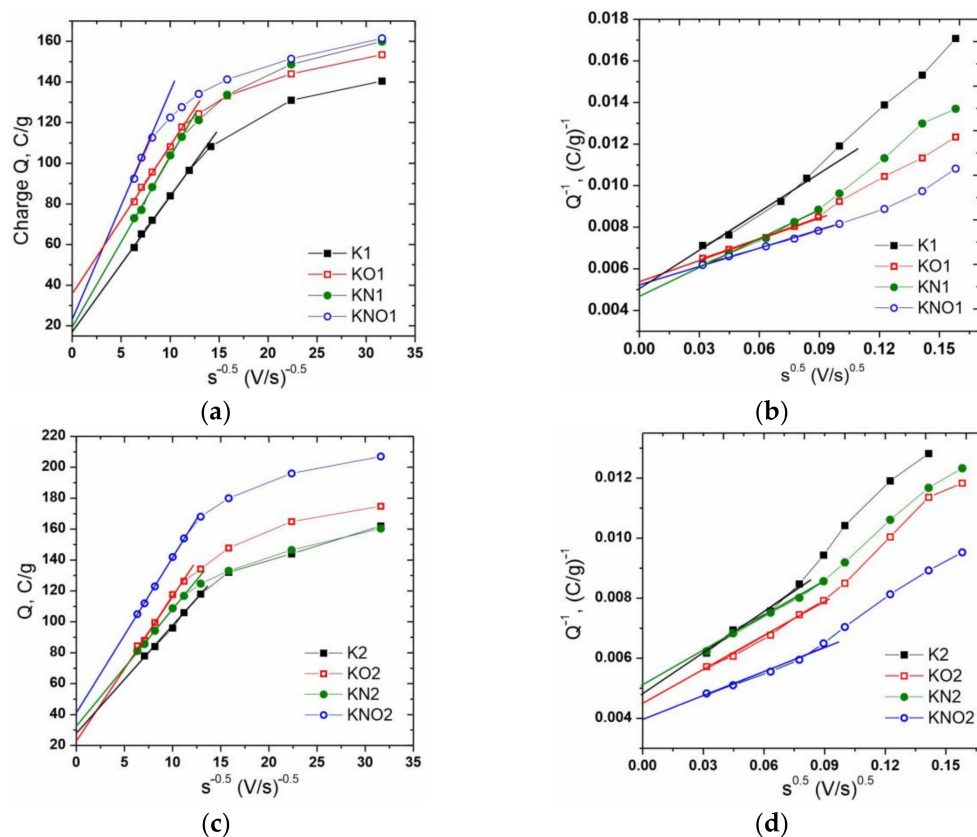 160
140
120
100
80
60
40
20
Charge Q, C/g
K1
KO1
KN1
KNO1
0 5 10 15 20 25 30 35
s^-0.5 (V/s)^-0.5
(a)
0.018
0.016
0.014
0.012
0.010
0.008
0.006
0.004
Q^-1, (C/g)^-1
K1
KO1
KN1
KNO1
0.00 0.03 0.06 0.09 0.12 0.15
s^0.5 (V/s)^0.5
(b)
220
200
180
160
140
120
100
80
60
40
20
Q, C/g
K2
KO2
KN2
KNO2
0 5 10 15 20 25 30 35
s^-0.5 (V/s)^-0.5
(c)
0.012
0.010
0.008
0.006
0.004
Q^-1, (C/g)^-1
K2
KO2
KN2
KNO2
0.00 0.03 0.06 0.09 0.12 0.15
s^0.5 (V/s)^0.5
(d)